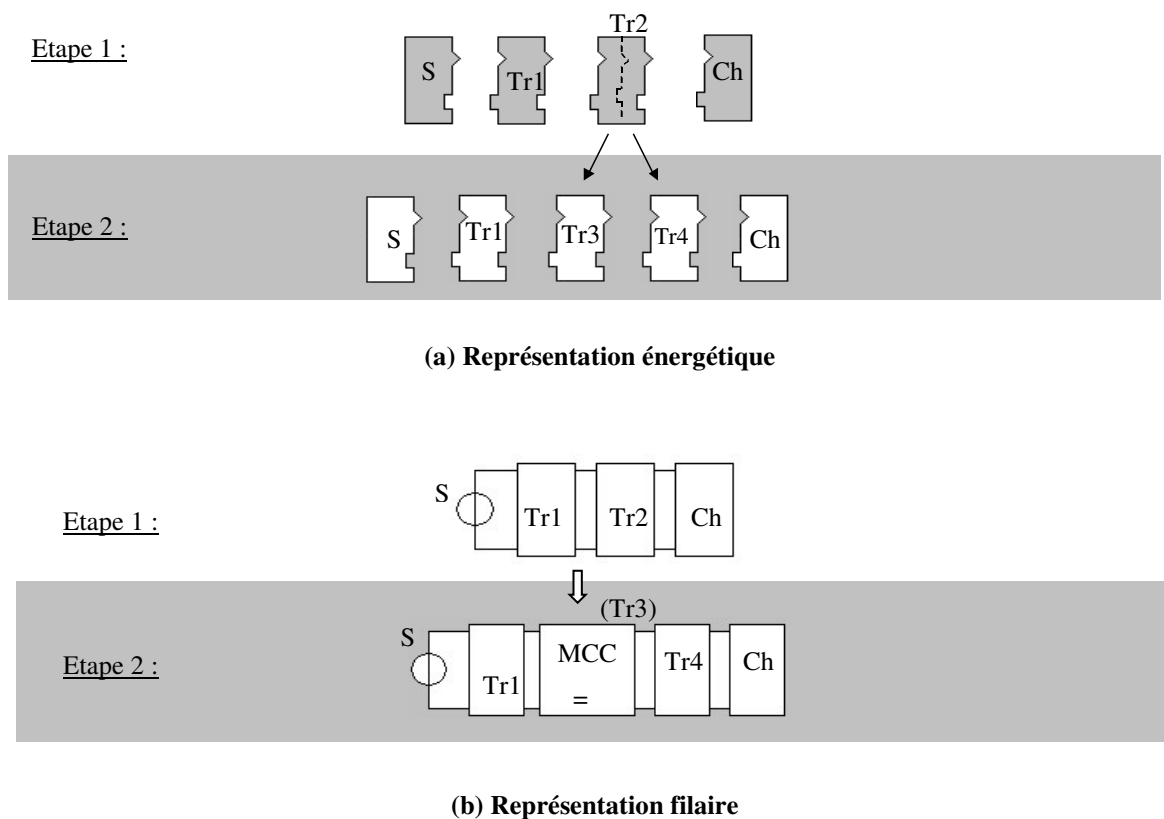 Tr2
Etape 1 :
S
Tr1
Ch
Etape 2 :
S
Tr1
Tr3
Tr4
Ch
(a) Représentation énergétique
S
Etape 1 :
Tr1
Tr2
Ch
(Tr3)
S
Etape 2 :
Tr1
MCC
=
Tr4
Ch
(b) Représentation filaire